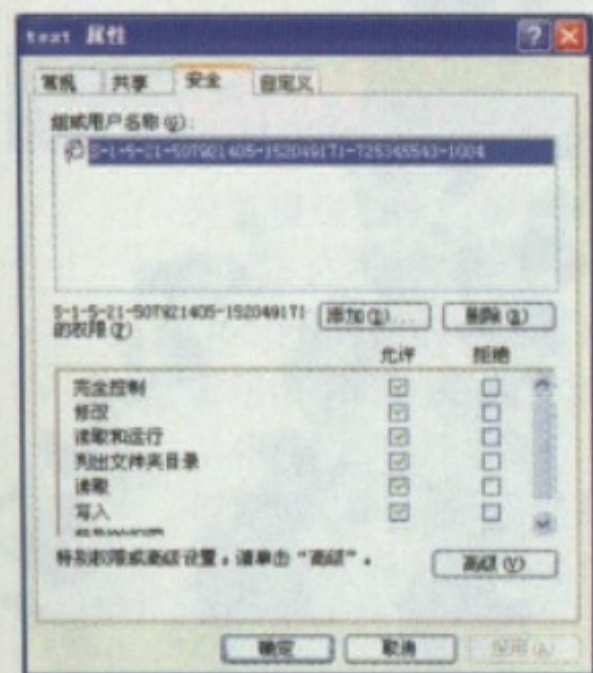 test 属性
常规 共享 安全 自定义
组或用户名称(G):
S-1-5-21-507921405-152049171-725345543-1004
S-1-5-21-507921405-152049171 添加(D)... 删除(R)
的权限(P)
允许 拒绝
完全控制
修改
读取和运行
列出文件夹目录
读取
写入
特别权限或高级设置，请单击“高级”。 高级(V)
确定 取消 应用(A)